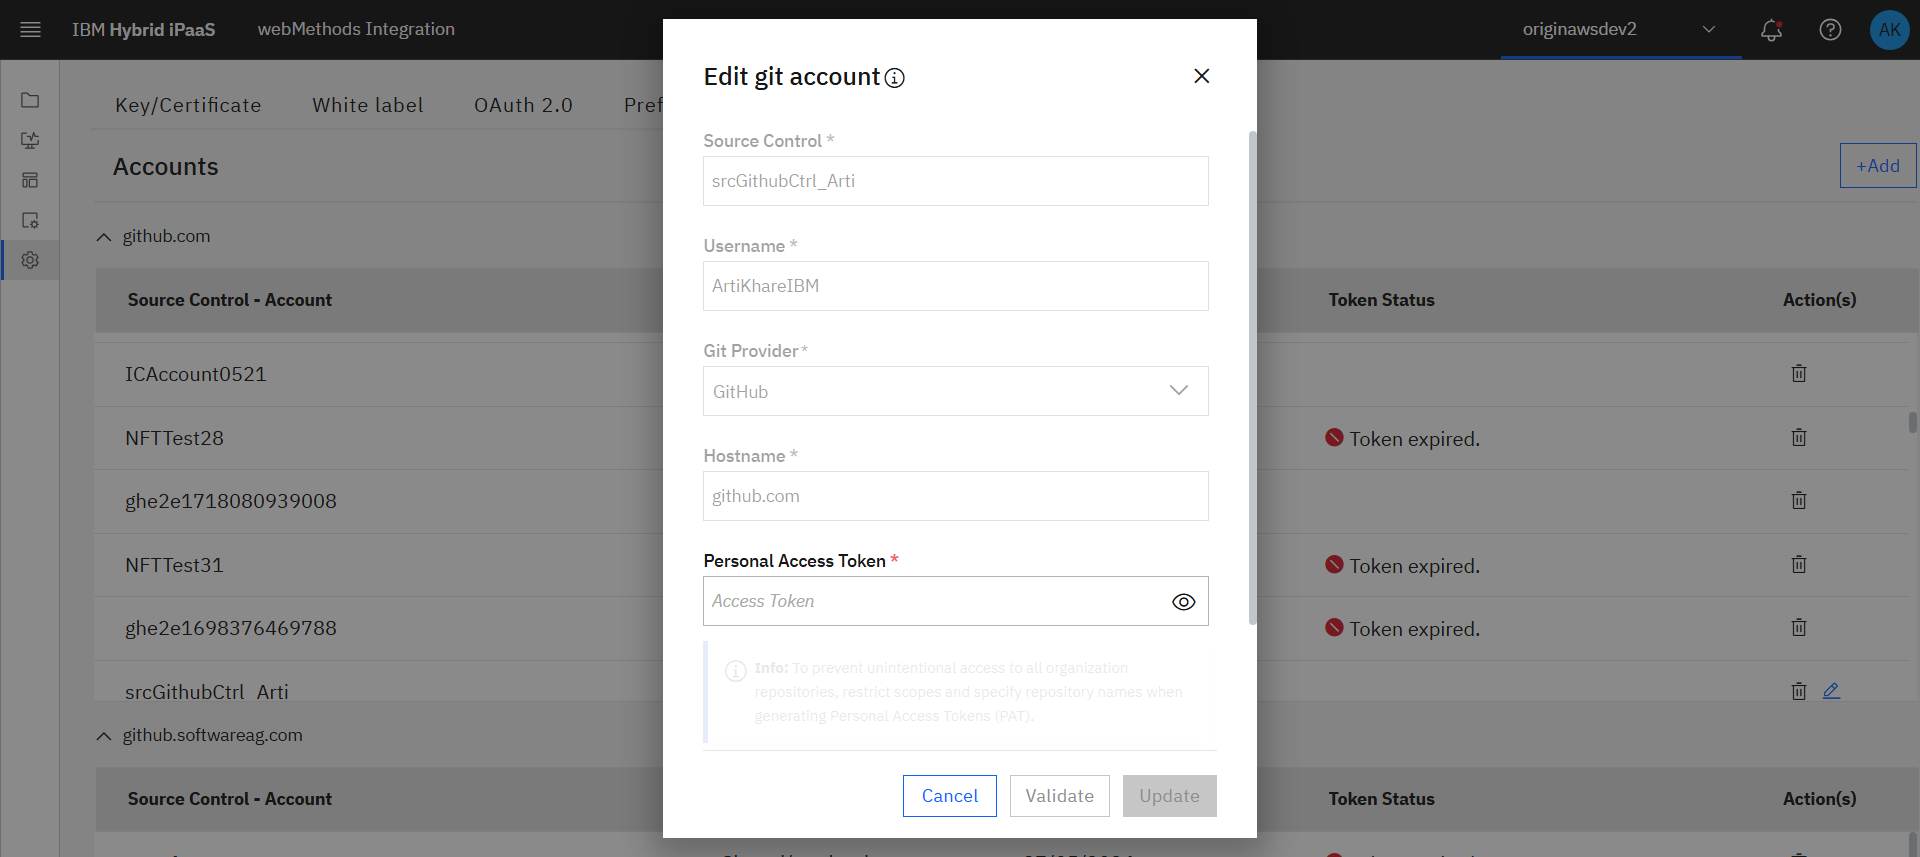 IBM Hybrid iPaaS
webMethods Integration
originawsdev2
AK
Key/Certificate
White label
OAuth 2.0
Pref
Accounts
+Add
github.com
Source Control - Account
Token Status
Action(s)
ICAccount0521
NFTTest28
Token expired.
ghe2e1718080939008
NFTTest31
Token expired.
ghe2e1698376469788
Token expired.
srcGithubCtrl_Arti
github.softwareag.com
Source Control - Account
Token Status
Action(s)
Edit git account
Source Control *
srcGithubCtrl_Arti
Username *
ArtiKhareIBM
Git Provider*
GitHub
Hostname *
github.com
Personal Access Token *
Access Token
Info: To prevent unintentional access to all organization
repositories, restrict scopes and specify repository names when
generating Personal Access Tokens (PAT).
Cancel
Validate
Update